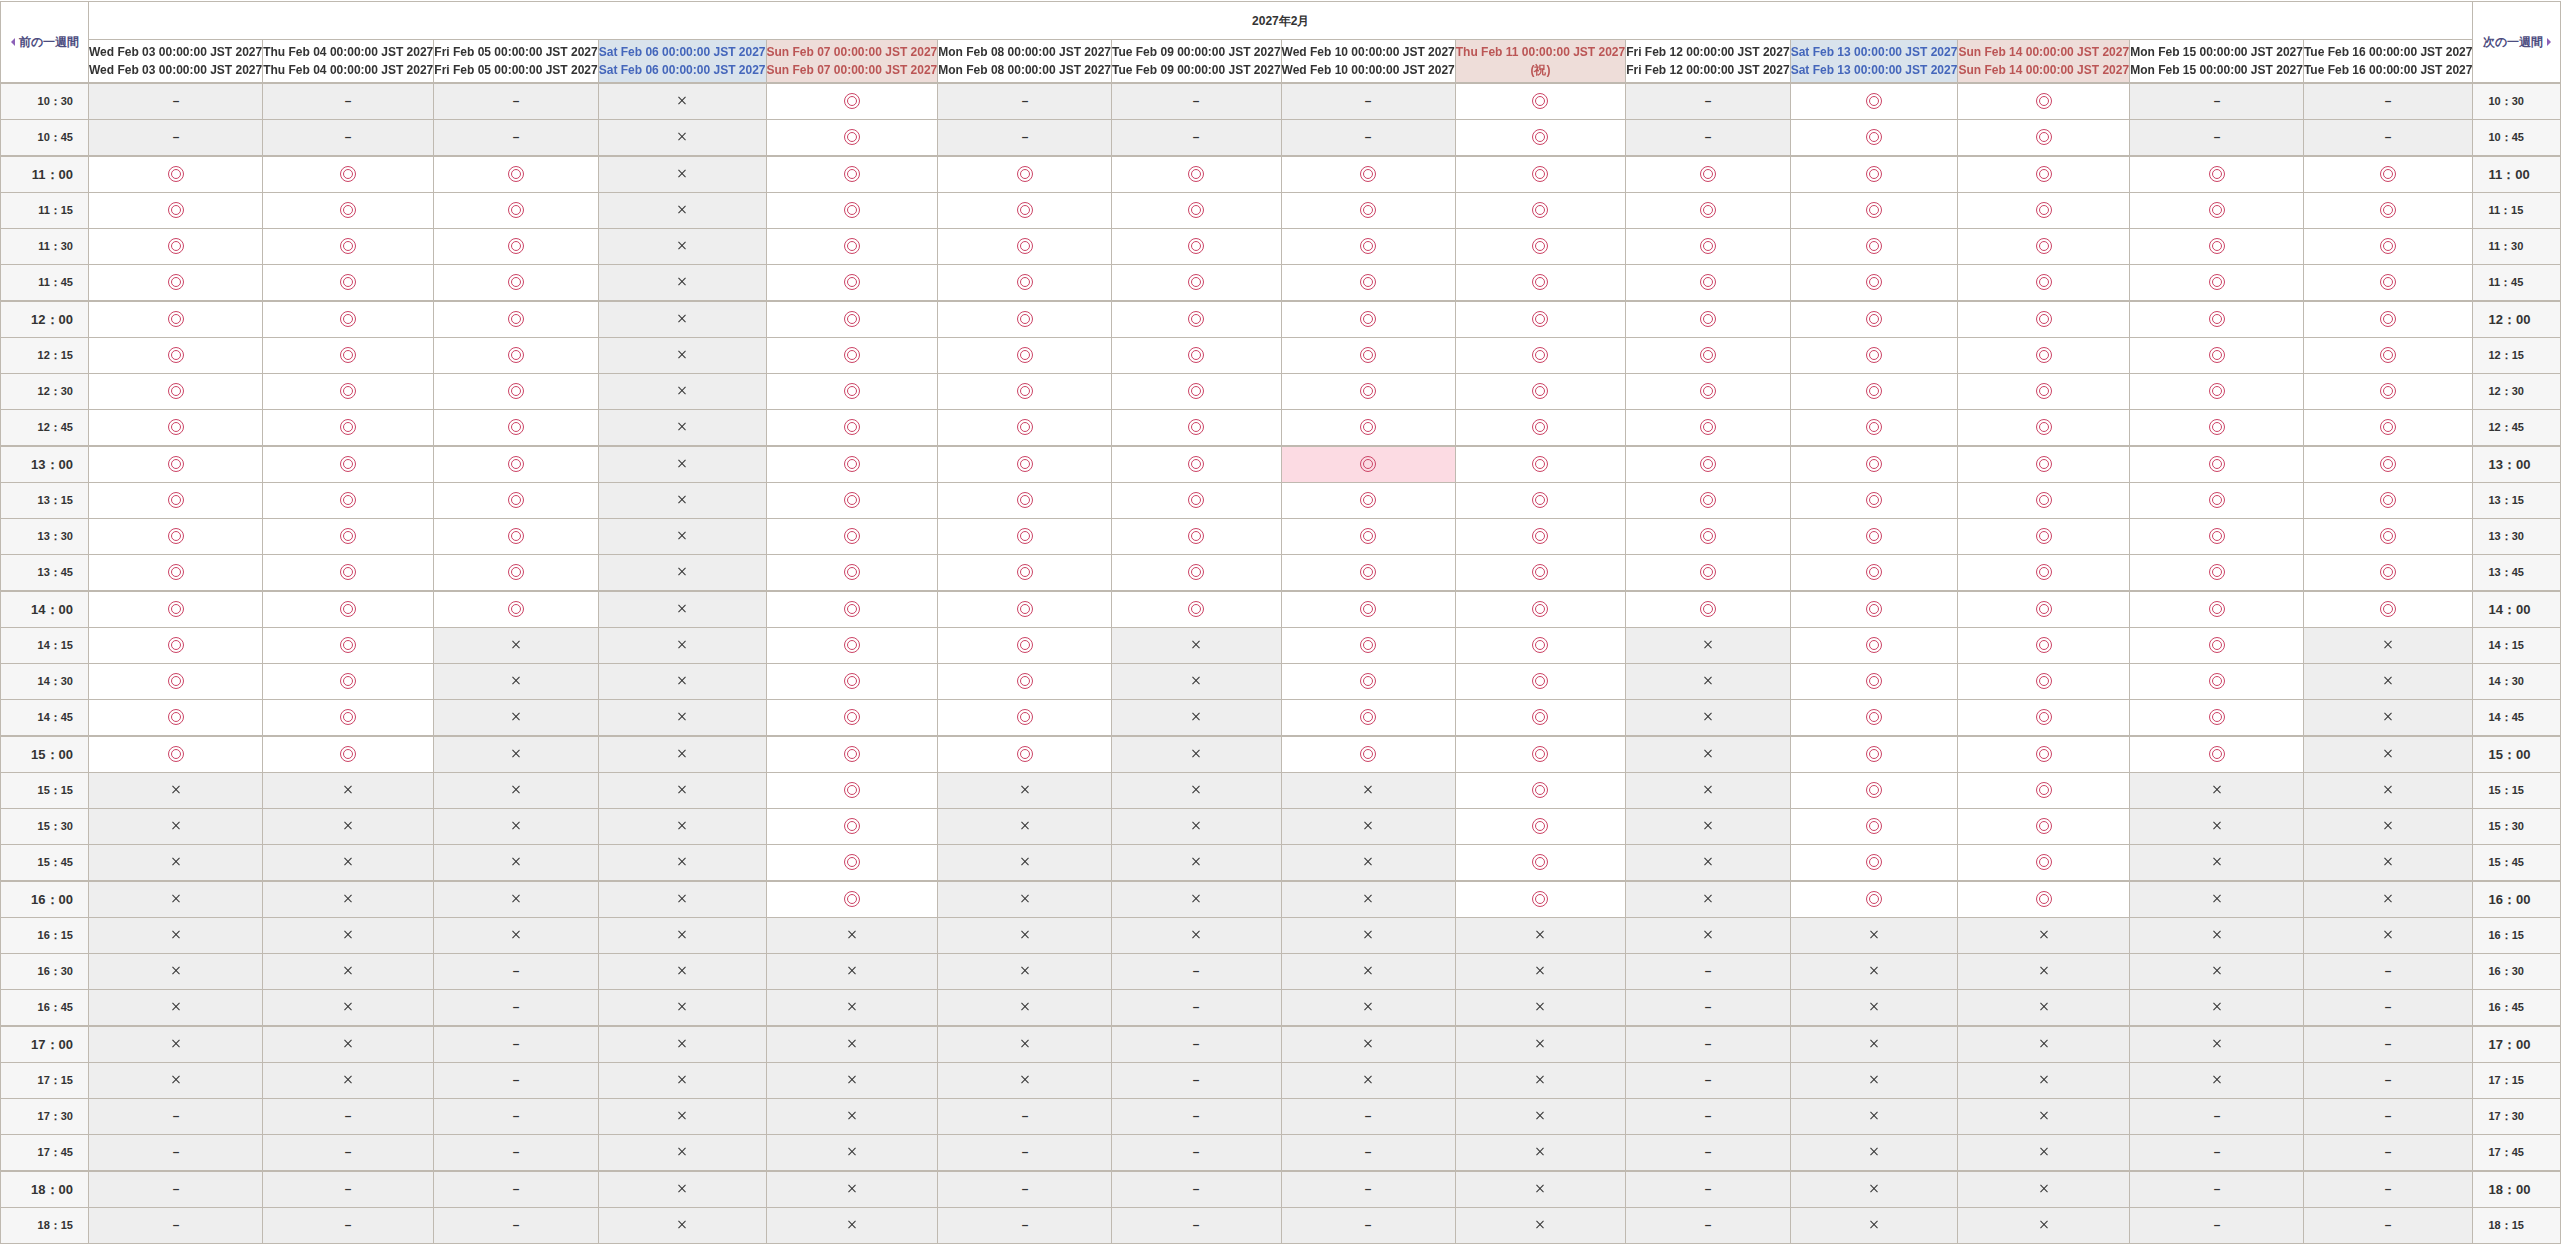 前の一週間 2027年2月 次の一週間
Wed Feb 03 00:00:00 JST 2027 Thu Feb 04 00:00:00 JST 2027 Fri Feb 05 00:00:00 JST 2027 Sat Feb 06 00:00:00 JST 2027 Sun Feb 07 00:00:00 JST 2027 Mon Feb 08 00:00:00 JST 2027 Tue Feb 09 00:00:00 JST 2027 Wed Feb 10 00:00:00 JST 2027 Thu Feb 11 00:00:00 JST 2027 Fri Feb 12 00:00:00 JST 2027 Sat Feb 13 00:00:00 JST 2027 Sun Feb 14 00:00:00 JST 2027 Mon Feb 15 00:00:00 JST 2027 Tue Feb 16 00:00:00 JST 2027
Wed Feb 03 00:00:00 JST 2027 Thu Feb 04 00:00:00 JST 2027 Fri Feb 05 00:00:00 JST 2027 Sat Feb 06 00:00:00 JST 2027 Sun Feb 07 00:00:00 JST 2027 Mon Feb 08 00:00:00 JST 2027 Tue Feb 09 00:00:00 JST 2027 Wed Feb 10 00:00:00 JST 2027 (祝) Fri Feb 12 00:00:00 JST 2027 Sat Feb 13 00:00:00 JST 2027 Sun Feb 14 00:00:00 JST 2027 Mon Feb 15 00:00:00 JST 2027 Tue Feb 16 00:00:00 JST 2027
10：30 – – – × ◎ – – – ◎ – ◎ ◎ – – 10：30
10：45 – – – × ◎ – – – ◎ – ◎ ◎ – – 10：45
11：00 ◎ ◎ ◎ × ◎ ◎ ◎ ◎ ◎ ◎ ◎ ◎ ◎ ◎ 11：00
11：15 ◎ ◎ ◎ × ◎ ◎ ◎ ◎ ◎ ◎ ◎ ◎ ◎ ◎ 11：15
11：30 ◎ ◎ ◎ × ◎ ◎ ◎ ◎ ◎ ◎ ◎ ◎ ◎ ◎ 11：30
11：45 ◎ ◎ ◎ × ◎ ◎ ◎ ◎ ◎ ◎ ◎ ◎ ◎ ◎ 11：45
12：00 ◎ ◎ ◎ × ◎ ◎ ◎ ◎ ◎ ◎ ◎ ◎ ◎ ◎ 12：00
12：15 ◎ ◎ ◎ × ◎ ◎ ◎ ◎ ◎ ◎ ◎ ◎ ◎ ◎ 12：15
12：30 ◎ ◎ ◎ × ◎ ◎ ◎ ◎ ◎ ◎ ◎ ◎ ◎ ◎ 12：30
12：45 ◎ ◎ ◎ × ◎ ◎ ◎ ◎ ◎ ◎ ◎ ◎ ◎ ◎ 12：45
13：00 ◎ ◎ ◎ × ◎ ◎ ◎ ◎ ◎ ◎ ◎ ◎ ◎ ◎ 13：00
13：15 ◎ ◎ ◎ × ◎ ◎ ◎ ◎ ◎ ◎ ◎ ◎ ◎ ◎ 13：15
13：30 ◎ ◎ ◎ × ◎ ◎ ◎ ◎ ◎ ◎ ◎ ◎ ◎ ◎ 13：30
13：45 ◎ ◎ ◎ × ◎ ◎ ◎ ◎ ◎ ◎ ◎ ◎ ◎ ◎ 13：45
14：00 ◎ ◎ ◎ × ◎ ◎ ◎ ◎ ◎ ◎ ◎ ◎ ◎ ◎ 14：00
14：15 ◎ ◎ × × ◎ ◎ × ◎ ◎ × ◎ ◎ ◎ × 14：15
14：30 ◎ ◎ × × ◎ ◎ × ◎ ◎ × ◎ ◎ ◎ × 14：30
14：45 ◎ ◎ × × ◎ ◎ × ◎ ◎ × ◎ ◎ ◎ × 14：45
15：00 ◎ ◎ × × ◎ ◎ × ◎ ◎ × ◎ ◎ ◎ × 15：00
15：15 × × × × ◎ × × × ◎ × ◎ ◎ × × 15：15
15：30 × × × × ◎ × × × ◎ × ◎ ◎ × × 15：30
15：45 × × × × ◎ × × × ◎ × ◎ ◎ × × 15：45
16：00 × × × × ◎ × × × ◎ × ◎ ◎ × × 16：00
16：15 × × × × × × × × × × × × × × 16：15
16：30 × × – × × × – × × – × × × – 16：30
16：45 × × – × × × – × × – × × × – 16：45
17：00 × × – × × × – × × – × × × – 17：00
17：15 × × – × × × – × × – × × × – 17：15
17：30 – – – × × – – – × – × × – – 17：30
17：45 – – – × × – – – × – × × – – 17：45
18：00 – – – × × – – – × – × × – – 18：00
18：15 – – – × × – – – × – × × – – 18：15